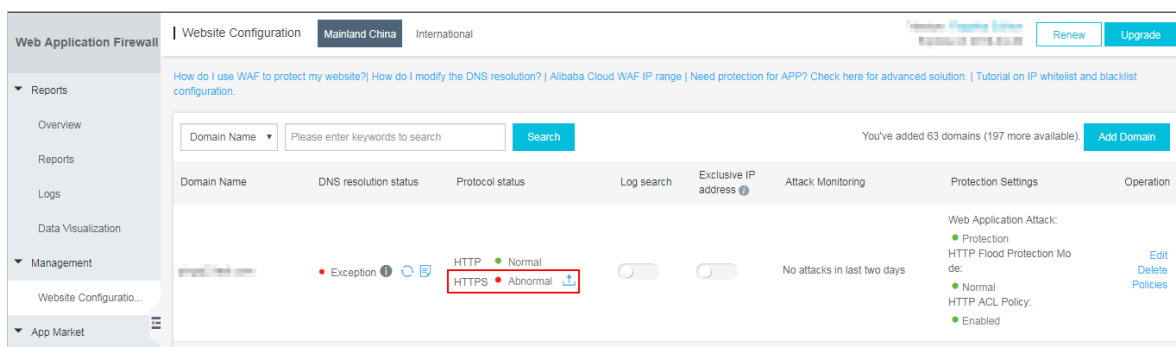 Web Application Firewall
Website Configuration
Mainland China
International
Renew
Upgrade
How do I use WAF to protect my website?| How do I modify the DNS resolution? | Alibaba Cloud WAF IP range | Need protection for APP? Check here for advanced solution. | Tutorial on IP whitelist and blacklist
configuration.
Reports
Overview
Reports
Logs
Data Visualization
Management
Website Configuratio...
App Market
Domain Name
Please enter keywords to search
Search
You've added 63 domains (197 more available).
Add Domain
Domain Name
DNS resolution status
Protocol status
Log search
Exclusive IP
address
Attack Monitoring
Protection Settings
Operation
Exception
HTTP Normal
HTTPS Abnormal
No attacks in last two days
Web Application Attack:
Protection
HTTP Flood Protection Mo
de:
Normal
HTTP ACL Policy:
Enabled
Edit
Delete
Policies